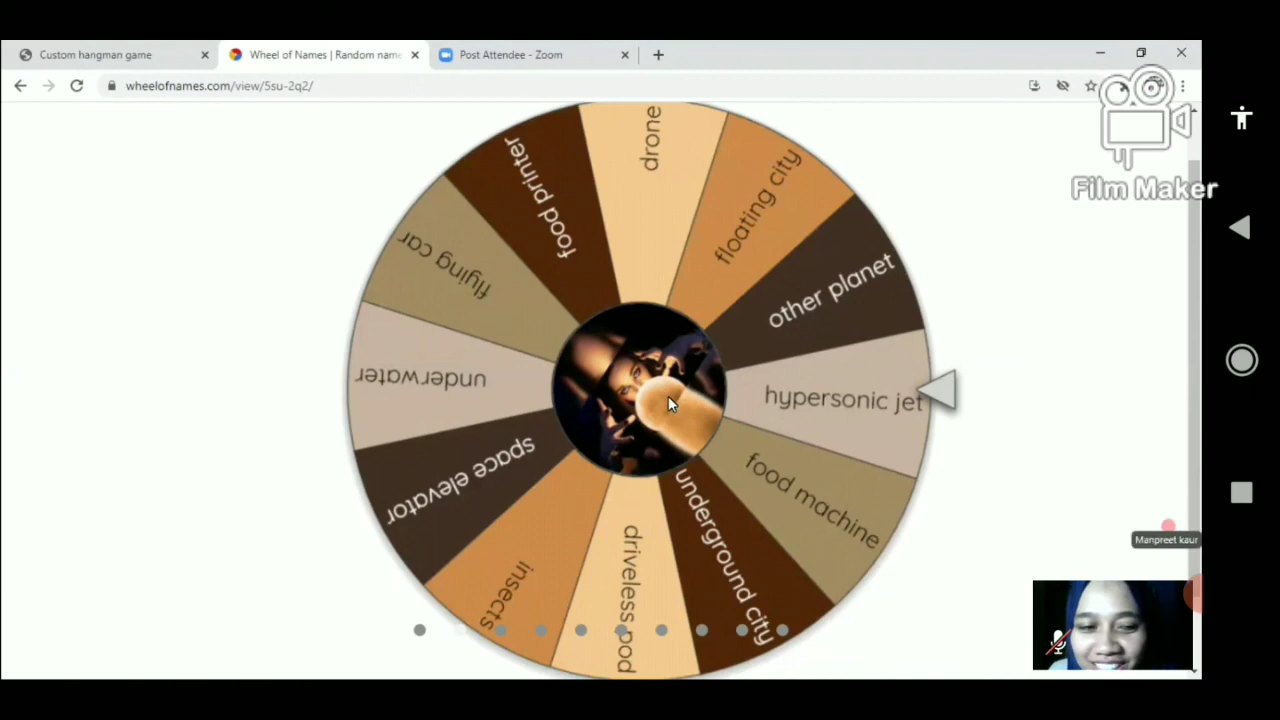 Custom hangman game
Wheel of Names | Random name
Post Attendee - Zoom
wheelofnames.com/view/5su-2q2/
Film Maker
drone
floating city
other planet
hypersonic jet
food machine
underground city
driveless pod
insects
space elevator
underwater
flying car
food printer
Manpreet kaur